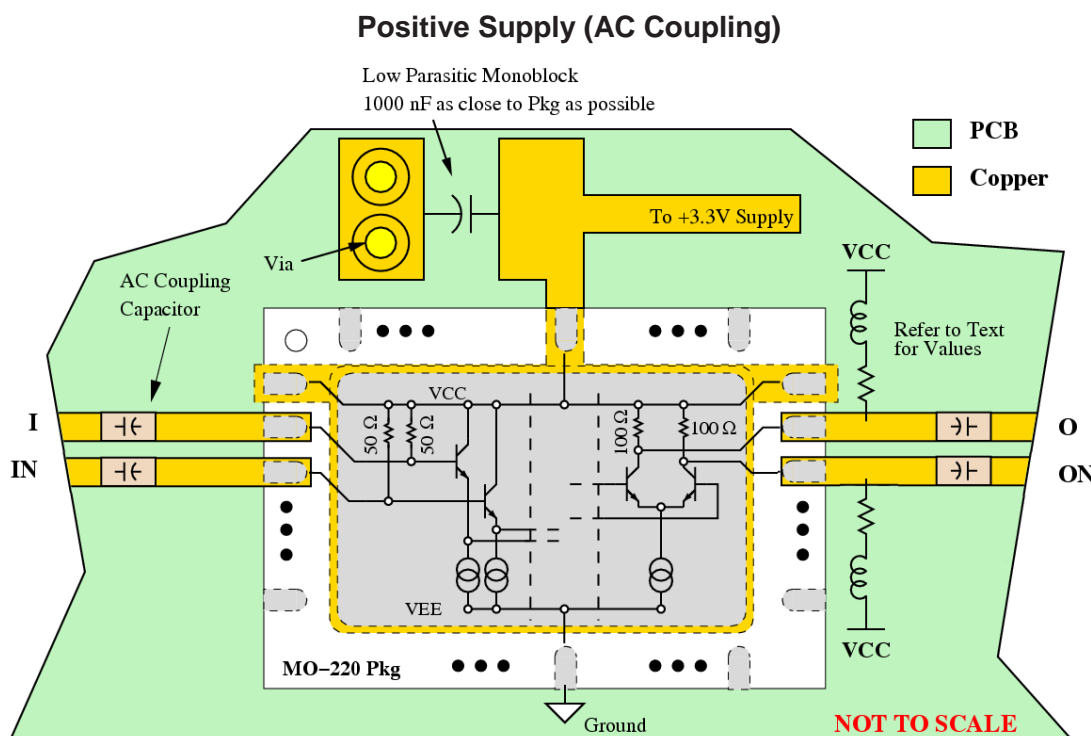 Positive Supply (AC Coupling)
Low Parasitic Monoblock
1000 nF as close to Pkg as possible
PCB
Copper
To +3.3V Supply
Via
VCC
AC Coupling
Capacitor
Refer to Text
for Values
VCC
I
50 Ω
50 Ω
100 Ω
100 Ω
O
IN
ON
VEE
VCC
MO−220 Pkg
Ground
NOT TO SCALE